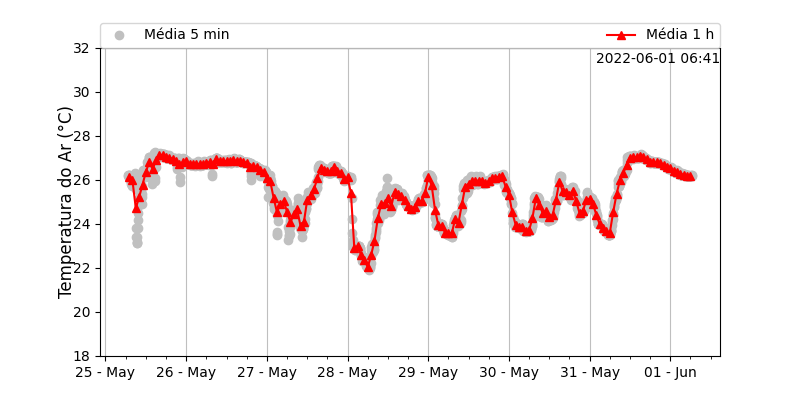 Média 5 min
Média 1 h
2022-06-01 06:41
Temperatura do Ar (°C)
32
30
28
26
24
22
20
18
25 - May
26 - May
27 - May
28 - May
29 - May
30 - May
31 - May
01 - Jun